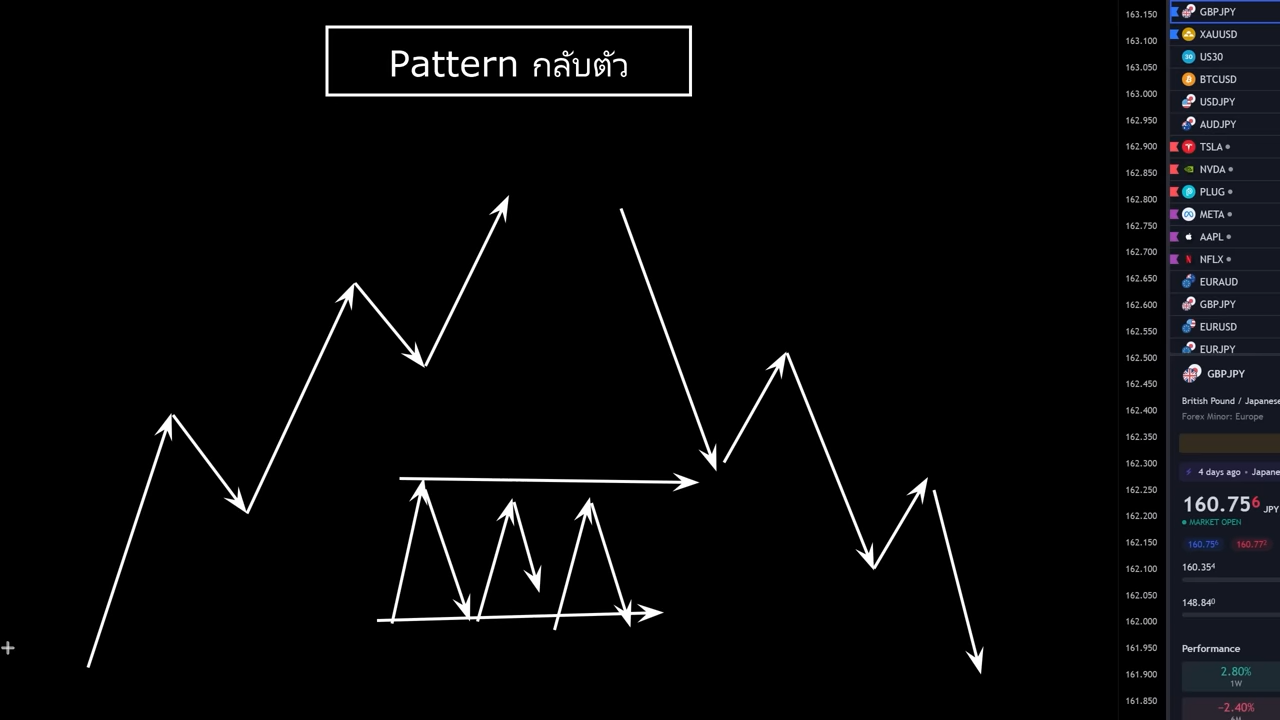 Pattern กลับตัว
163.150
163.100
163.050
163.000
162.950
162.900
162.850
162.800
162.750
162.700
162.650
162.600
162.550
162.500
162.450
162.400
162.350
162.300
162.250
162.200
162.150
162.100
162.050
162.000
161.950
161.900
161.850
GBPJPY
XAUUSD
30 US30
BTCUSD
USDJPY
AUDJPY
TSLA
NVDA
PLUG
META
AAPL
NFLX
EURAUD
GBPJPY
EURUSD
EURJPY
GBPJPY
British Pound / Japanese
Forex Minor: Europe
4 days ago • Japane
160.756 JPY
MARKET OPEN
160.756 160.772
160.354
148.840
Performance
2.80%
1W
−2.40%